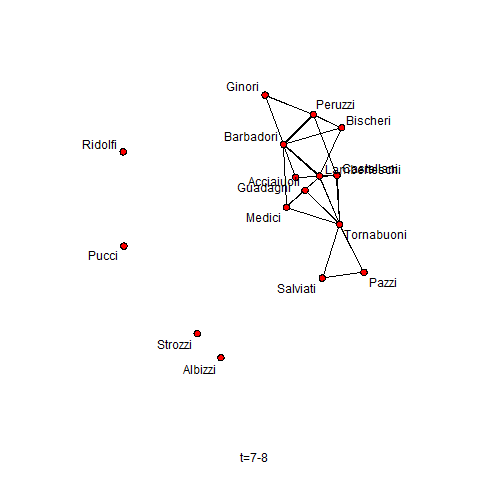 Ginori
Peruzzi
Bischeri
Barbadori
Ridolfi
Castellani
Lamberteschi
Acciaiuoli
Guadagni
Medici
Tornabuoni
Pucci
Pazzi
Salviati
Strozzi
Albizzi
t=7-8